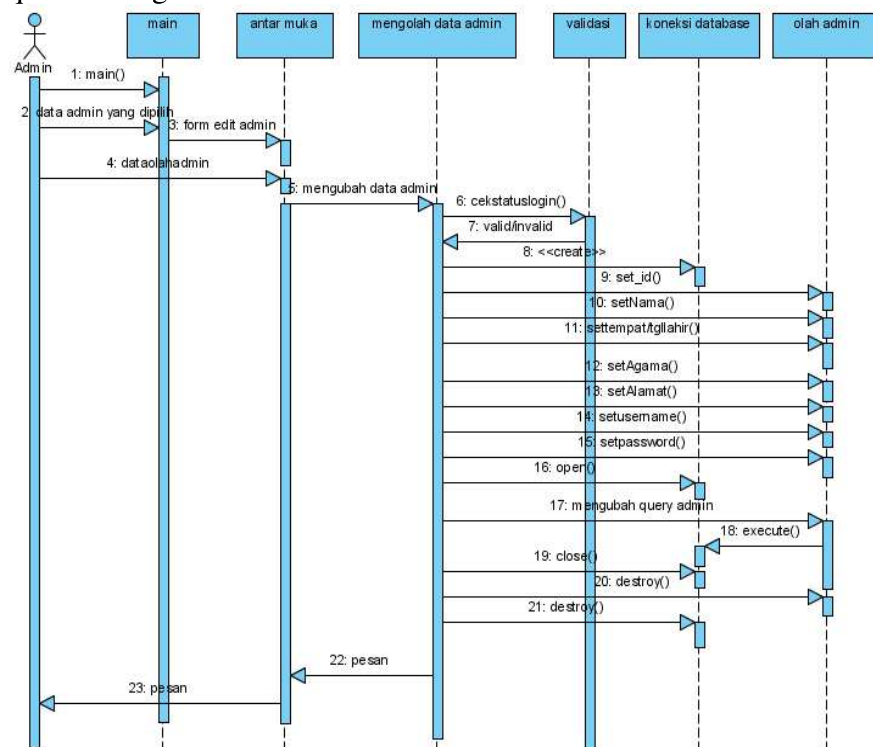 main
antar muka
mengolah data admin
validasi
koneksi database
olah admin
Admin
1: main()
2: data admin yang dipilih
3: form edit admin
4: dataolahadmin
5: mengubah data admin
6: cekstatuslogin()
7: valid/invalid
8: <<create>>
9: set_id()
10: setNama()
11: settempat/tgllahir()
12: setAgama()
13: setAlamat()
14: setusername()
15: setpassword()
16: open()
17: mengubah query admin
18: execute()
19: close()
20: destroy()
21: destroy()
22: pesan
23: pesan